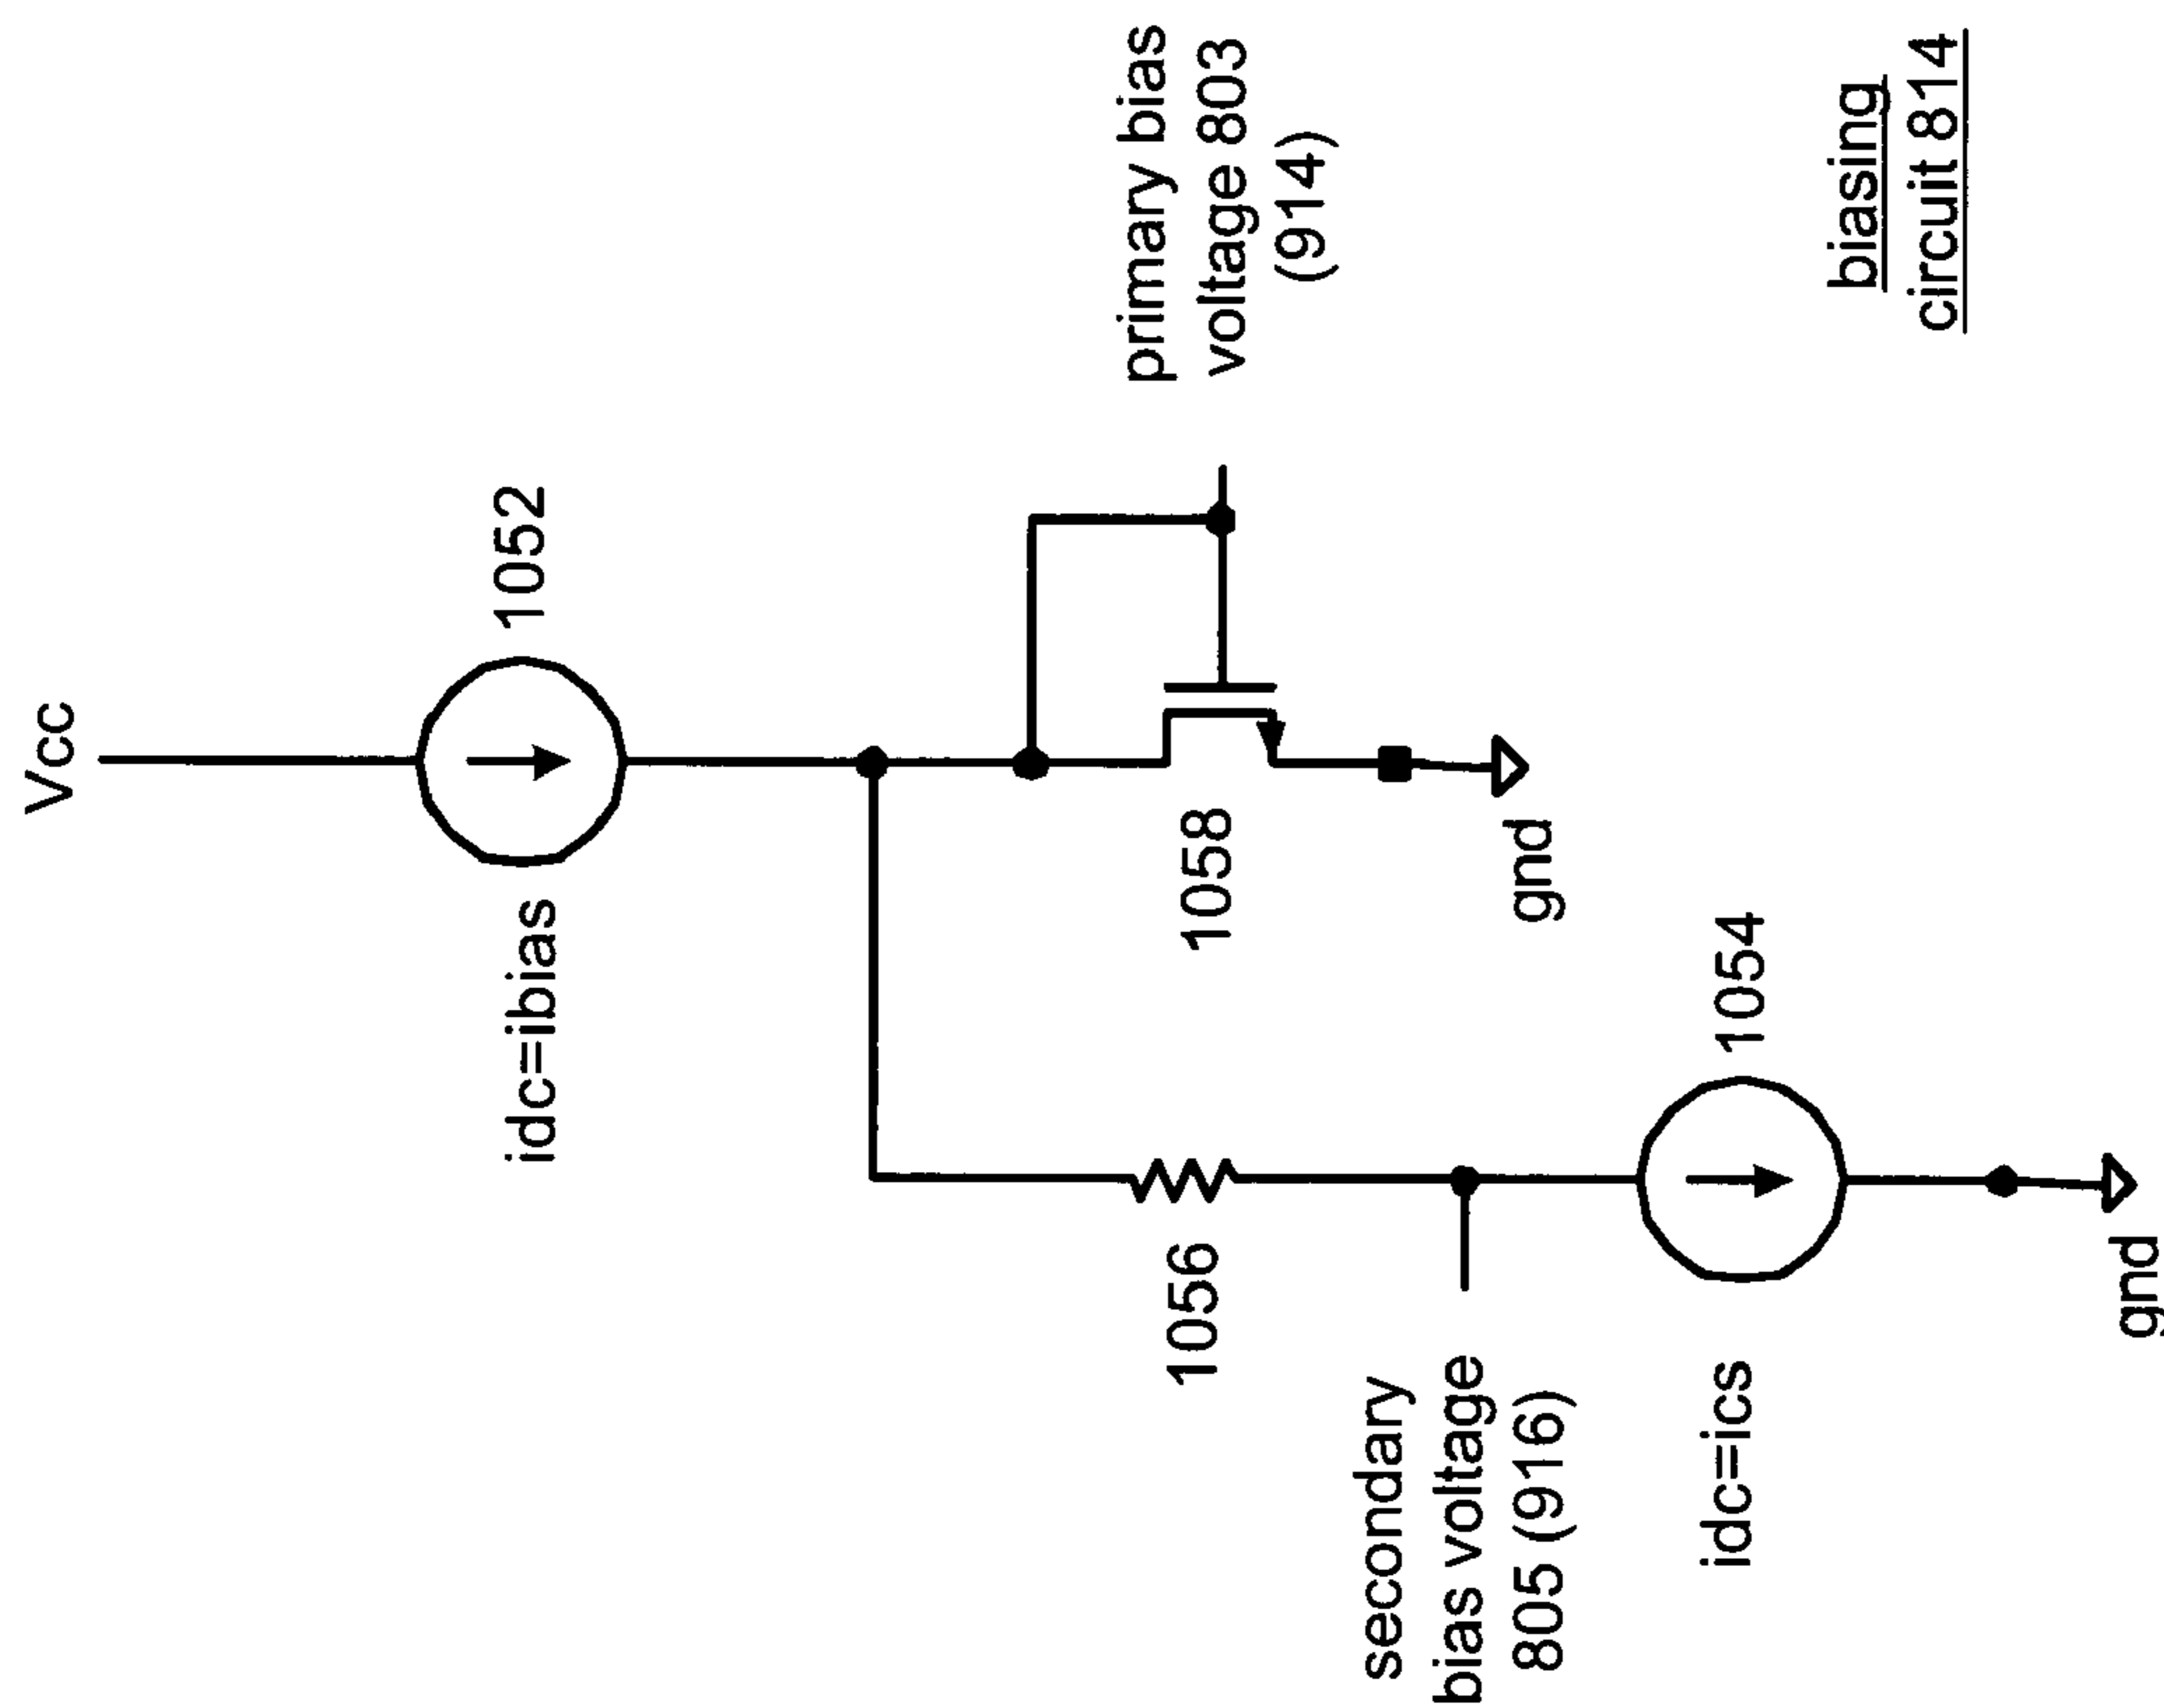 Vcc
idc=ibias
1052
primary bias
voltage 803
(914)
1056
1058
gnd
secondary
bias voltage
805 (916)
idc=ics
1054
gnd
biasing
circuit 814